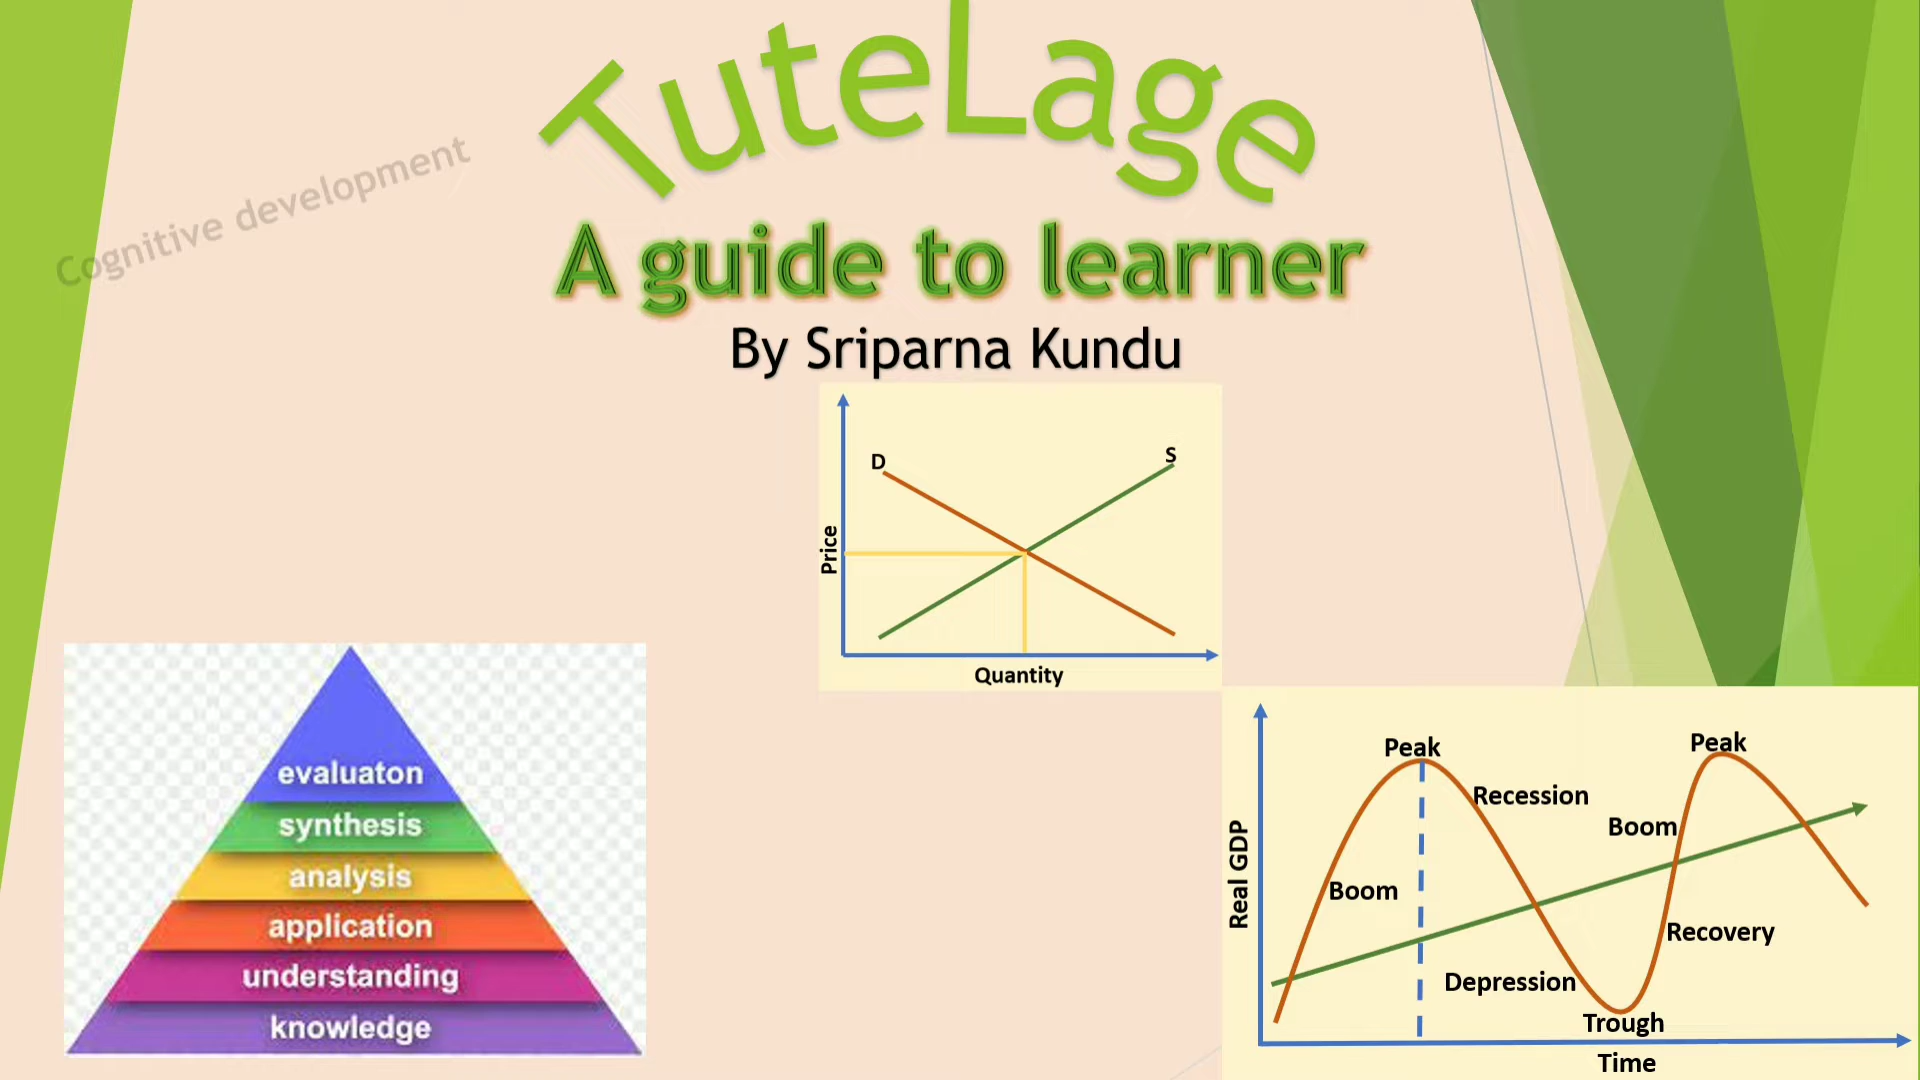 TuteLage
Cognitive development
A guide to learner
By Sriparna Kundu
D
S
Price
Quantity
evaluaton
synthesis
analysis
application
understanding
knowledge
Peak
Peak
Recession
Boom
Real GDP
Boom
Recovery
Depression
Trough
Time